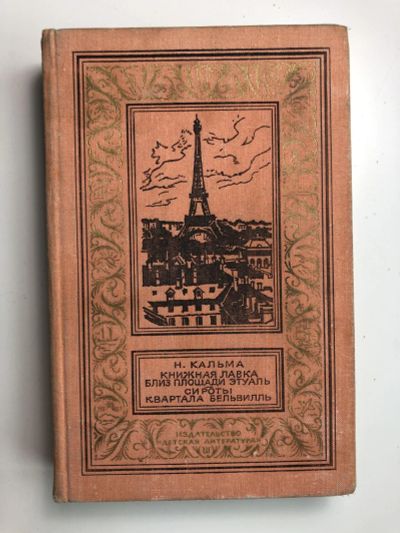 Н. КАЛЬМА
КНИЖНАЯ ЛАВКА
БЛИЗ ПЛОЩАДИ ЭТУАЛЬ
СИРОТЫ
КВАРТАЛА БЕЛЬВИЛЛЬ
ИЗДАТЕЛЬСТВО
"ДЕТСКАЯ ЛИТЕРАТУРА"